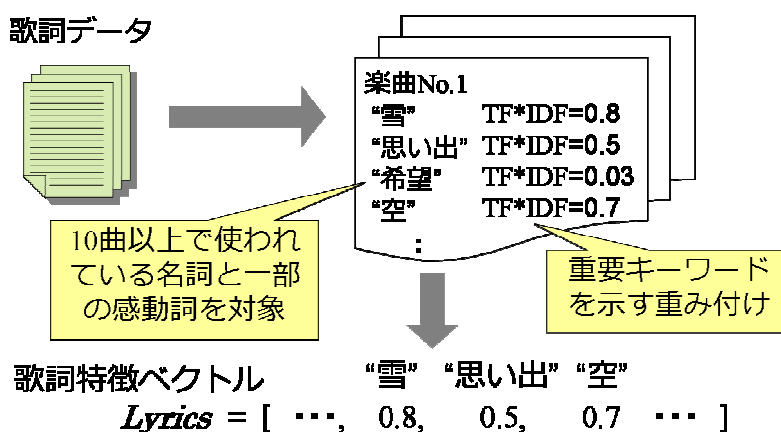 歌詞データ
楽曲No.1
“雪” TF*IDF=0.8
“思い出” TF*IDF=0.5
“希望” TF*IDF=0.03
“空” TF*IDF=0.7
:
10曲以上で使われ
ている名詞と一部
の感動詞を対象
重要キーワード
を示す重み付け
歌詞特徴ベクトル “雪” “思い出” “空”
Lyrics = [ ・・・, 0.8, 0.5, 0.7 ・・・ ]